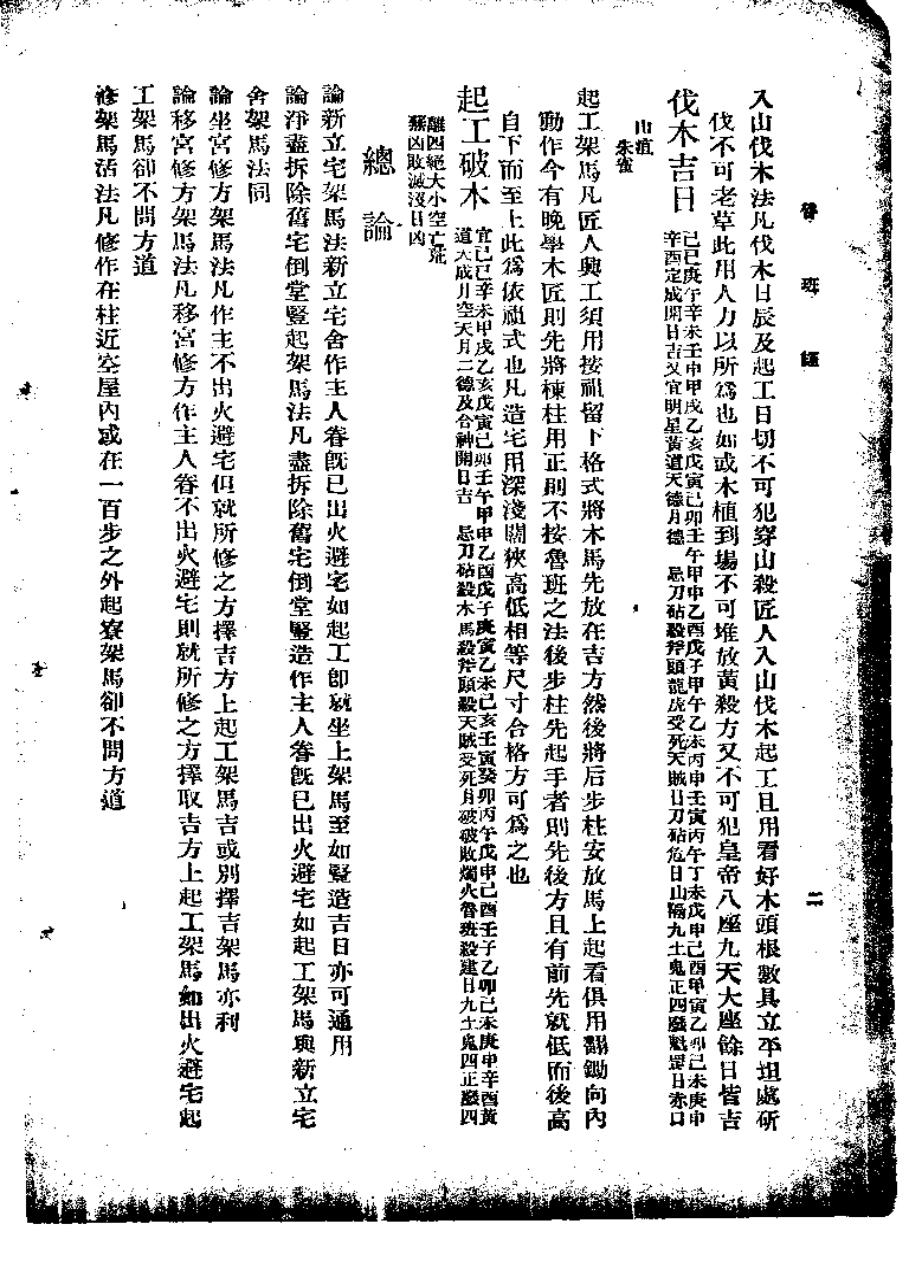 魯班經
二
入山伐木法凡伐木日辰及起工日切不可犯穿山殺匠人入山伐木起工且用看好木頭根數具立平坦處斫
伐不可老草此用人力以所為也如或木植到場不可堆放黃殺方又不可犯皇帝八座九天大座餘日皆吉
伐木吉日
己巳庚午辛未壬申甲戌乙亥戊寅己卯壬午甲申乙酉戊子甲午乙未丙申壬寅丙午丁未戊申己酉甲寅乙卯己未庚申
辛酉定成開日吉又宜明星黃道天德月德 忌刀砧殺斧頭龍虎受死天賊日刀砧危日山隔九土鬼正四廢魁罡日赤口
山瘟
朱雀
起工架馬凡匠人興工須用按祖留下格式將木馬先放在吉方然後將后步柱安放馬上起看俱用翻鋤向內
動作今有晚學木匠則先將棟柱用正則不按魯班之法後步柱先起手者則先後方且有前先就低而後高
自下而至上此為依祖式也凡造宅用深淺闊狹高低相等尺寸合格方可為之也
起工破木
宜己巳辛未甲戌乙亥戊寅己卯壬午甲申乙酉戊子庚寅乙未己亥壬寅癸卯丙午戊申己酉壬子乙卯己未庚申辛酉黃
道天成月空天月二德及合神開日吉 忌刀砧殺木馬殺斧頭殺天賊受死月破破敗燭火魯班殺建日九土鬼四正廢四
離四絕大小空亡荒
蕪凶敗滅沒日凶
總論
論新立宅架馬法新立宅舍作主人眷既已出火避宅如起工即就坐上架馬至如豎造吉日亦可通用
論淨盡拆除舊宅倒堂豎起架馬法凡盡拆除舊宅倒堂豎造作主人眷既已出火避宅如起工架馬與新立宅
舍架馬法同
論坐宮修方架馬法凡作主不出火避宅但就所修之方擇吉方上起工架馬吉或別擇吉架馬亦利
論移宮修方架馬法凡移宮修方作主人眷不出火避宅則就所修之方擇取吉方上起工架馬如出火避宅起
工架馬卻不問方道
修架馬活法凡修作在柱近空屋內或在一百步之外起寮架馬卻不問方道